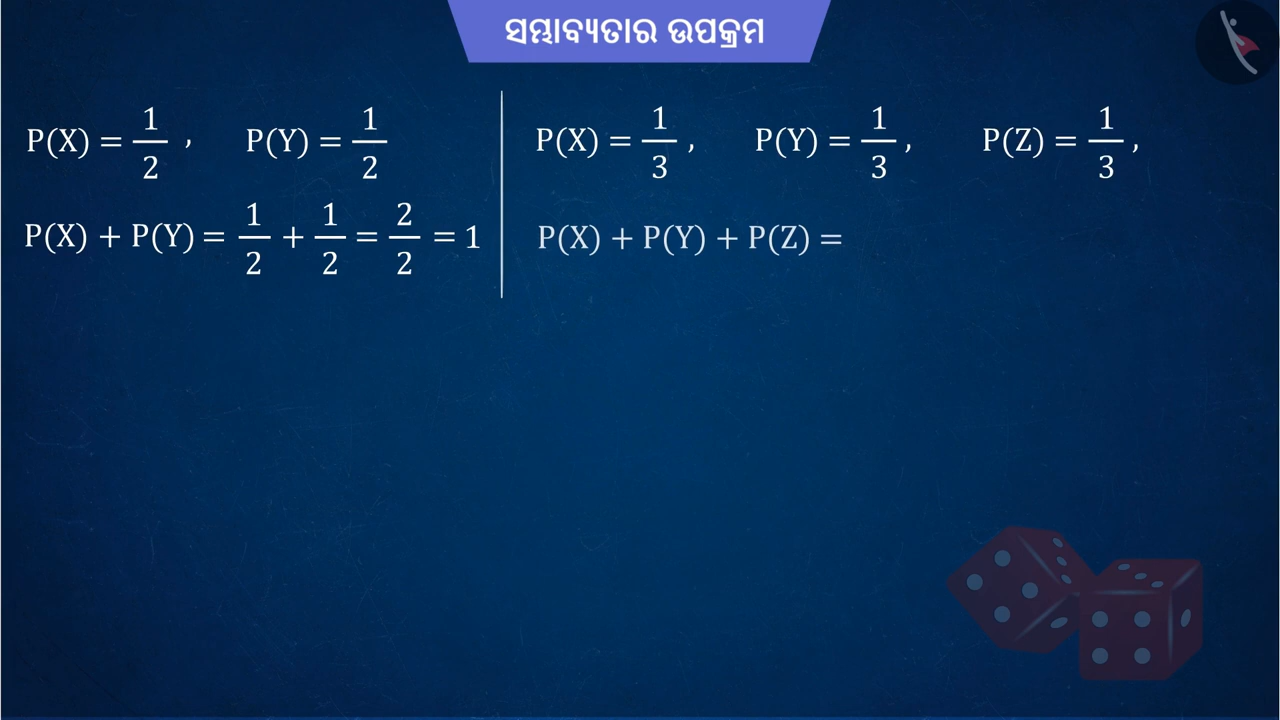 ସମ୍ଭାବ୍ୟତାର ଉପକ୍ରମ
P(X) = 1/2 , P(Y) = 1/2
P(X) + P(Y) = 1/2 + 1/2 = 2/2 = 1
P(X) = 1/3 , P(Y) = 1/3 , P(Z) = 1/3 ,
P(X) + P(Y) + P(Z) =